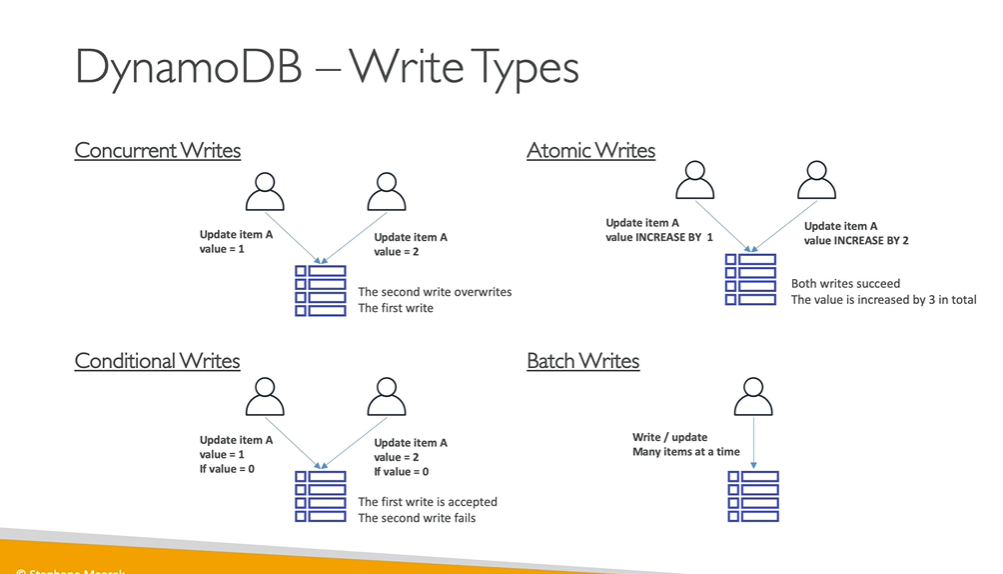 DynamoDB – Write Types
Concurrent Writes
Update item A
value = 1
Update item A
value = 2
The second write overwrites
The first write
Atomic Writes
Update item A
value INCREASE BY 1
Update item A
value INCREASE BY 2
Both writes succeed
The value is increased by 3 in total
Conditional Writes
Update item A
value = 1
If value = 0
Update item A
value = 2
If value = 0
The first write is accepted
The second write fails
Batch Writes
Write / update
Many items at a time
© Stephane